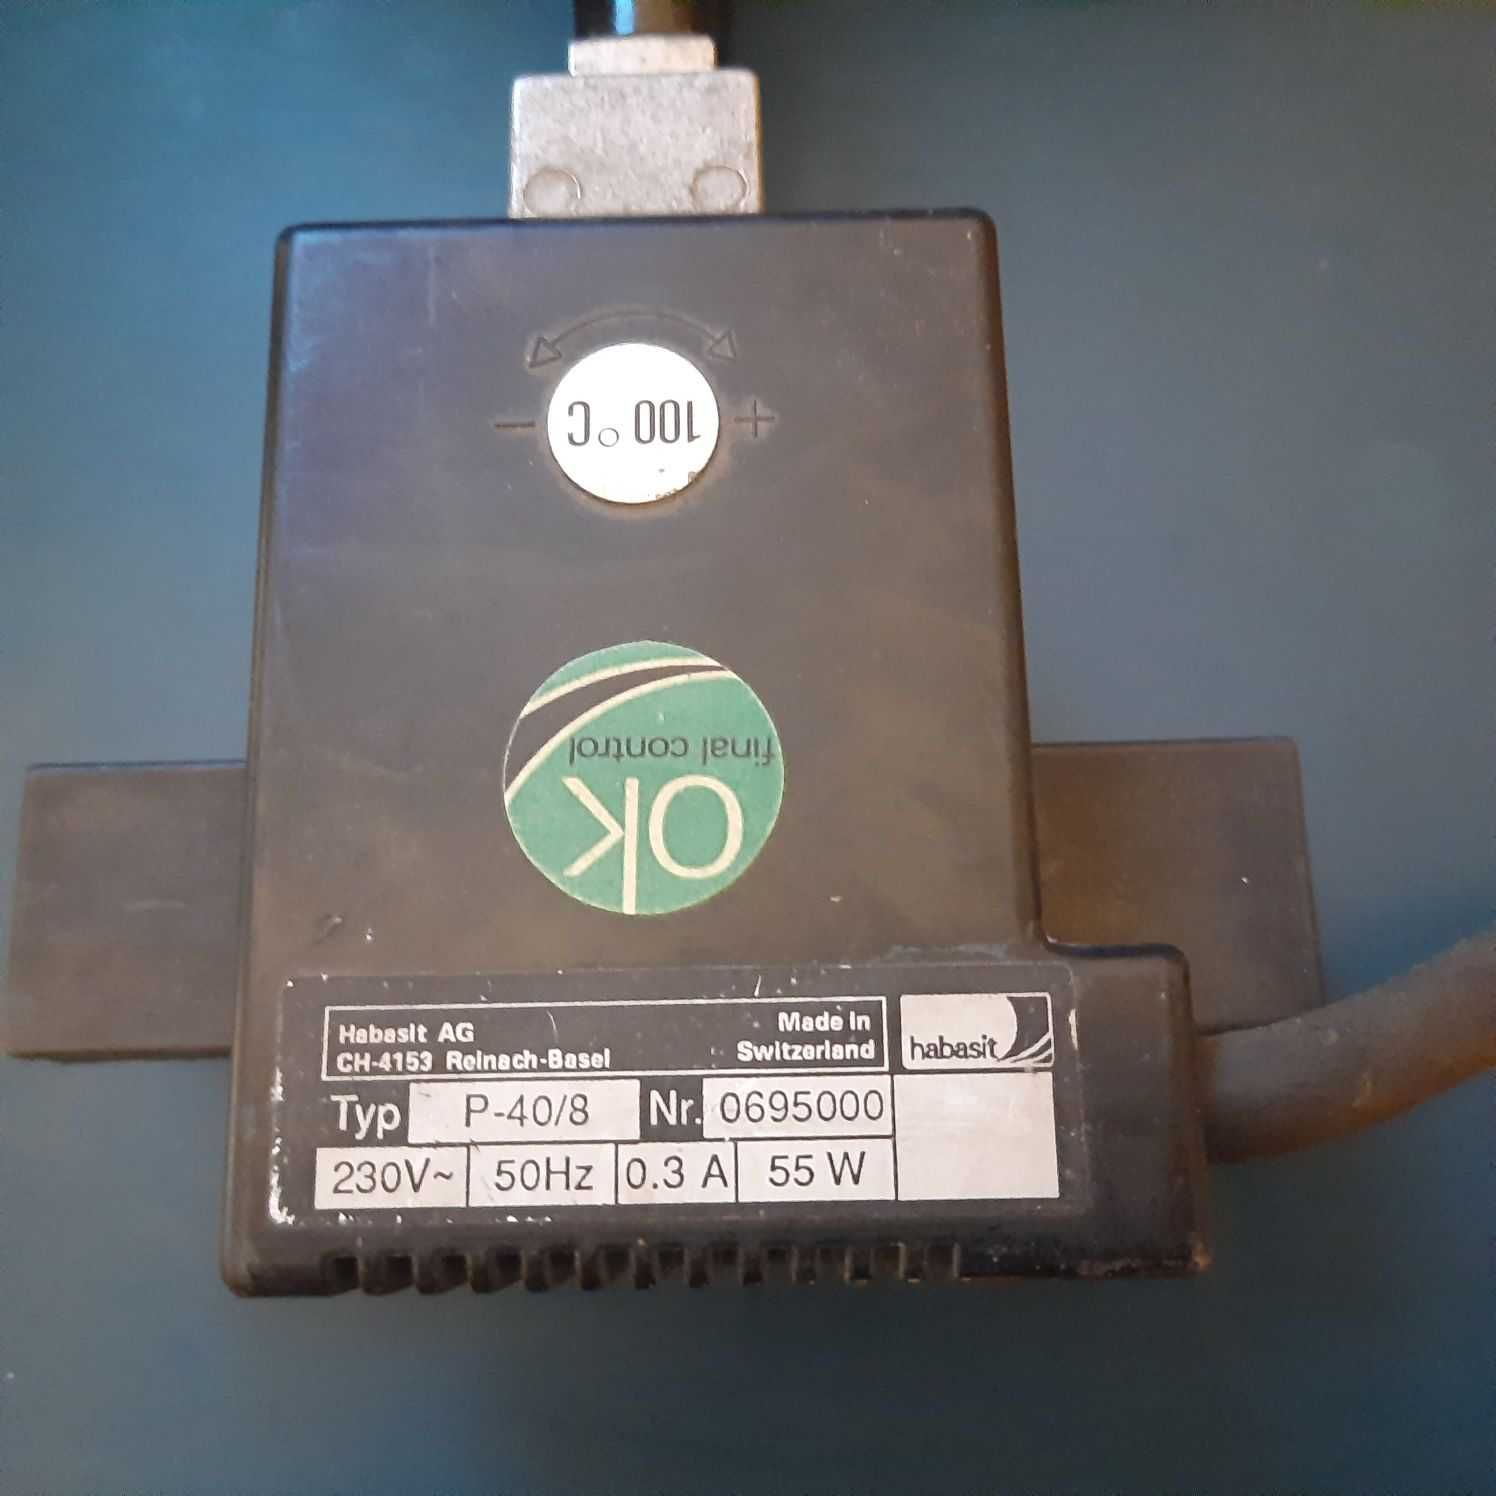 100 °C
- +
OK
final control
Habasit AG
CH-4153 Reinach-Basel
Made in
Switzerland
habasit
Typ P-40/8 Nr. 0695000
230V~ 50Hz 0.3 A 55 W